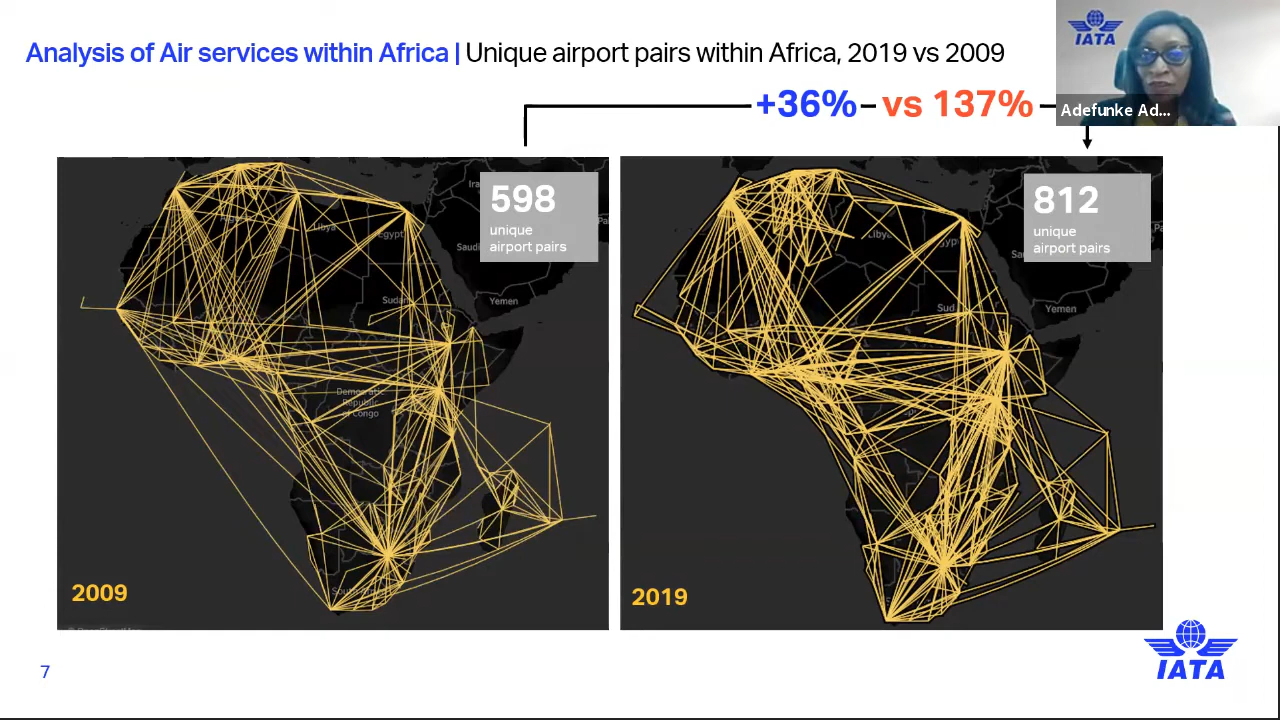 Analysis of Air services within Africa | Unique airport pairs within Africa, 2019 vs 2009
IATA
Adefunke Ad...
+36% vs 137%
598
unique
airport pairs
Libya
Egypt
Saudi
Sudan
Yemen
Democratic
Republic
of Congo
2009
812
unique
airport pairs
Libya
Sud
Yemen
2019
7
IATA